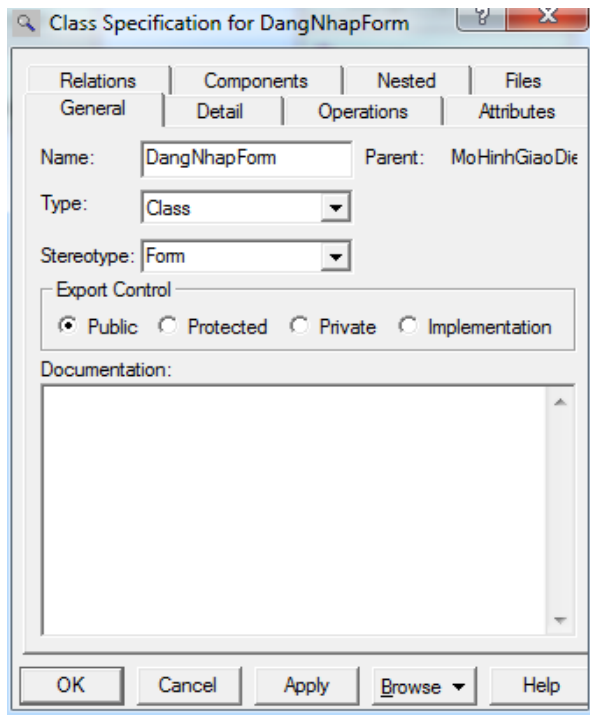 Class Specification for DangNhapForm ?
Relations Components Nested Files
General Detail Operations Attributes
Name: DangNhapForm Parent: MoHinhGiaoDie
Type: Class
Stereotype: Form
Export Control
Public Protected Private Implementation
Documentation:
OK Cancel Apply Browse Help